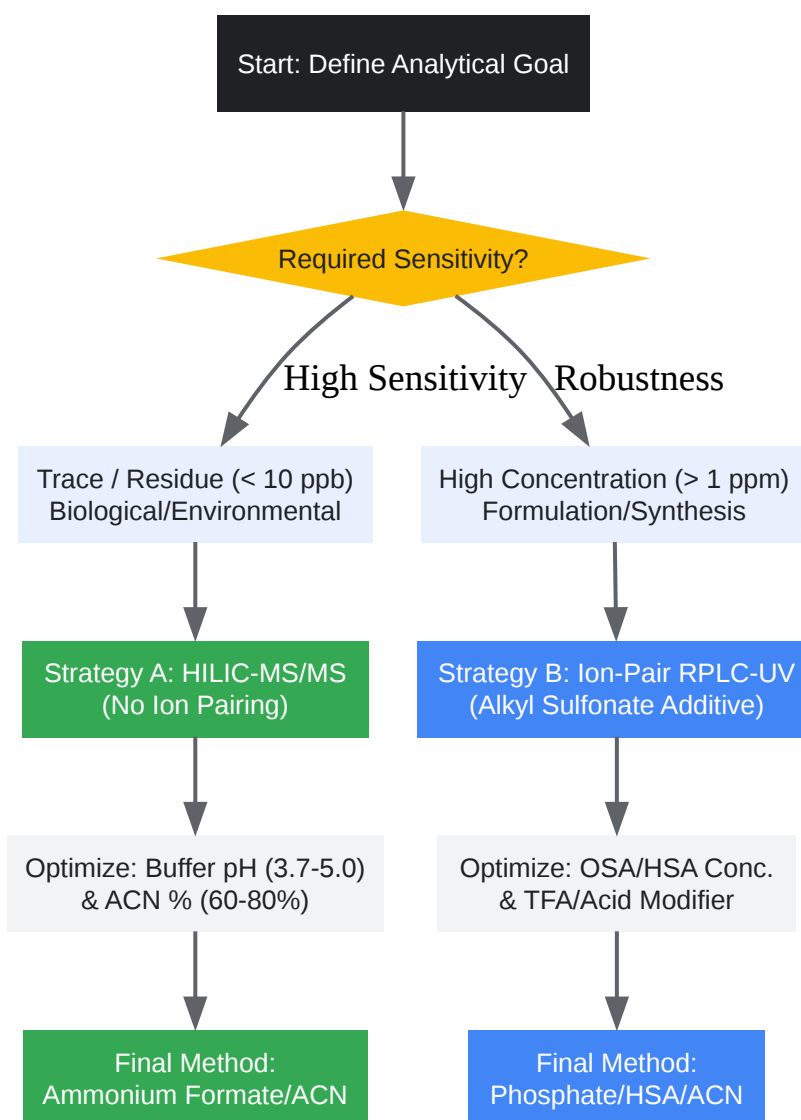 Start: Define Analytical Goal
Required Sensitivity?
High Sensitivity
Robustness
Trace / Residue (< 10 ppb)
Biological/Environmental
High Concentration (> 1 ppm)
Formulation/Synthesis
Strategy A: HILIC-MS/MS
(No Ion Pairing)
Strategy B: Ion-Pair RPLC-UV
(Alkyl Sulfonate Additive)
Optimize: Buffer pH (3.7-5.0)
& ACN % (60-80%)
Optimize: OSA/HSA Conc.
& TFA/Acid Modifier
Final Method:
Ammonium Formate/ACN
Final Method:
Phosphate/HSA/ACN